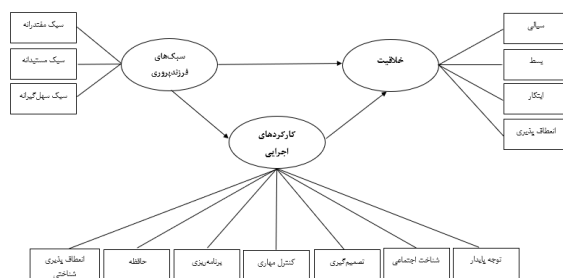 سبک مقتدرانه
سبک مستبدانه
سبک سهل‌گیرانه
سبک‌های
فرزندپروری
خلاقیت
سیالی
بسط
ابتکار
انعطاف پذیری
کارکردهای
اجرایی
توجه پایدار
شناخت اجتماعی
تصمیم‌گیری
کنترل مهاری
برنامه‌ریزی
حافظه
انعطاف پذیری
شناختی